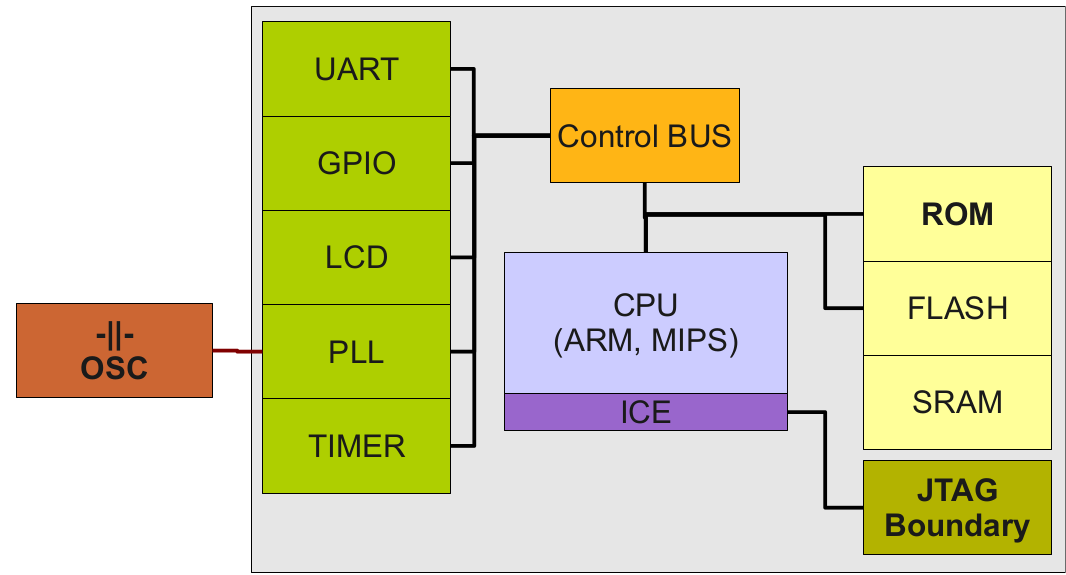 UART
GPIO
LCD
PLL
TIMER
-||-
OSC
Control BUS
CPU
(ARM, MIPS)
ICE
ROM
FLASH
SRAM
JTAG
Boundary